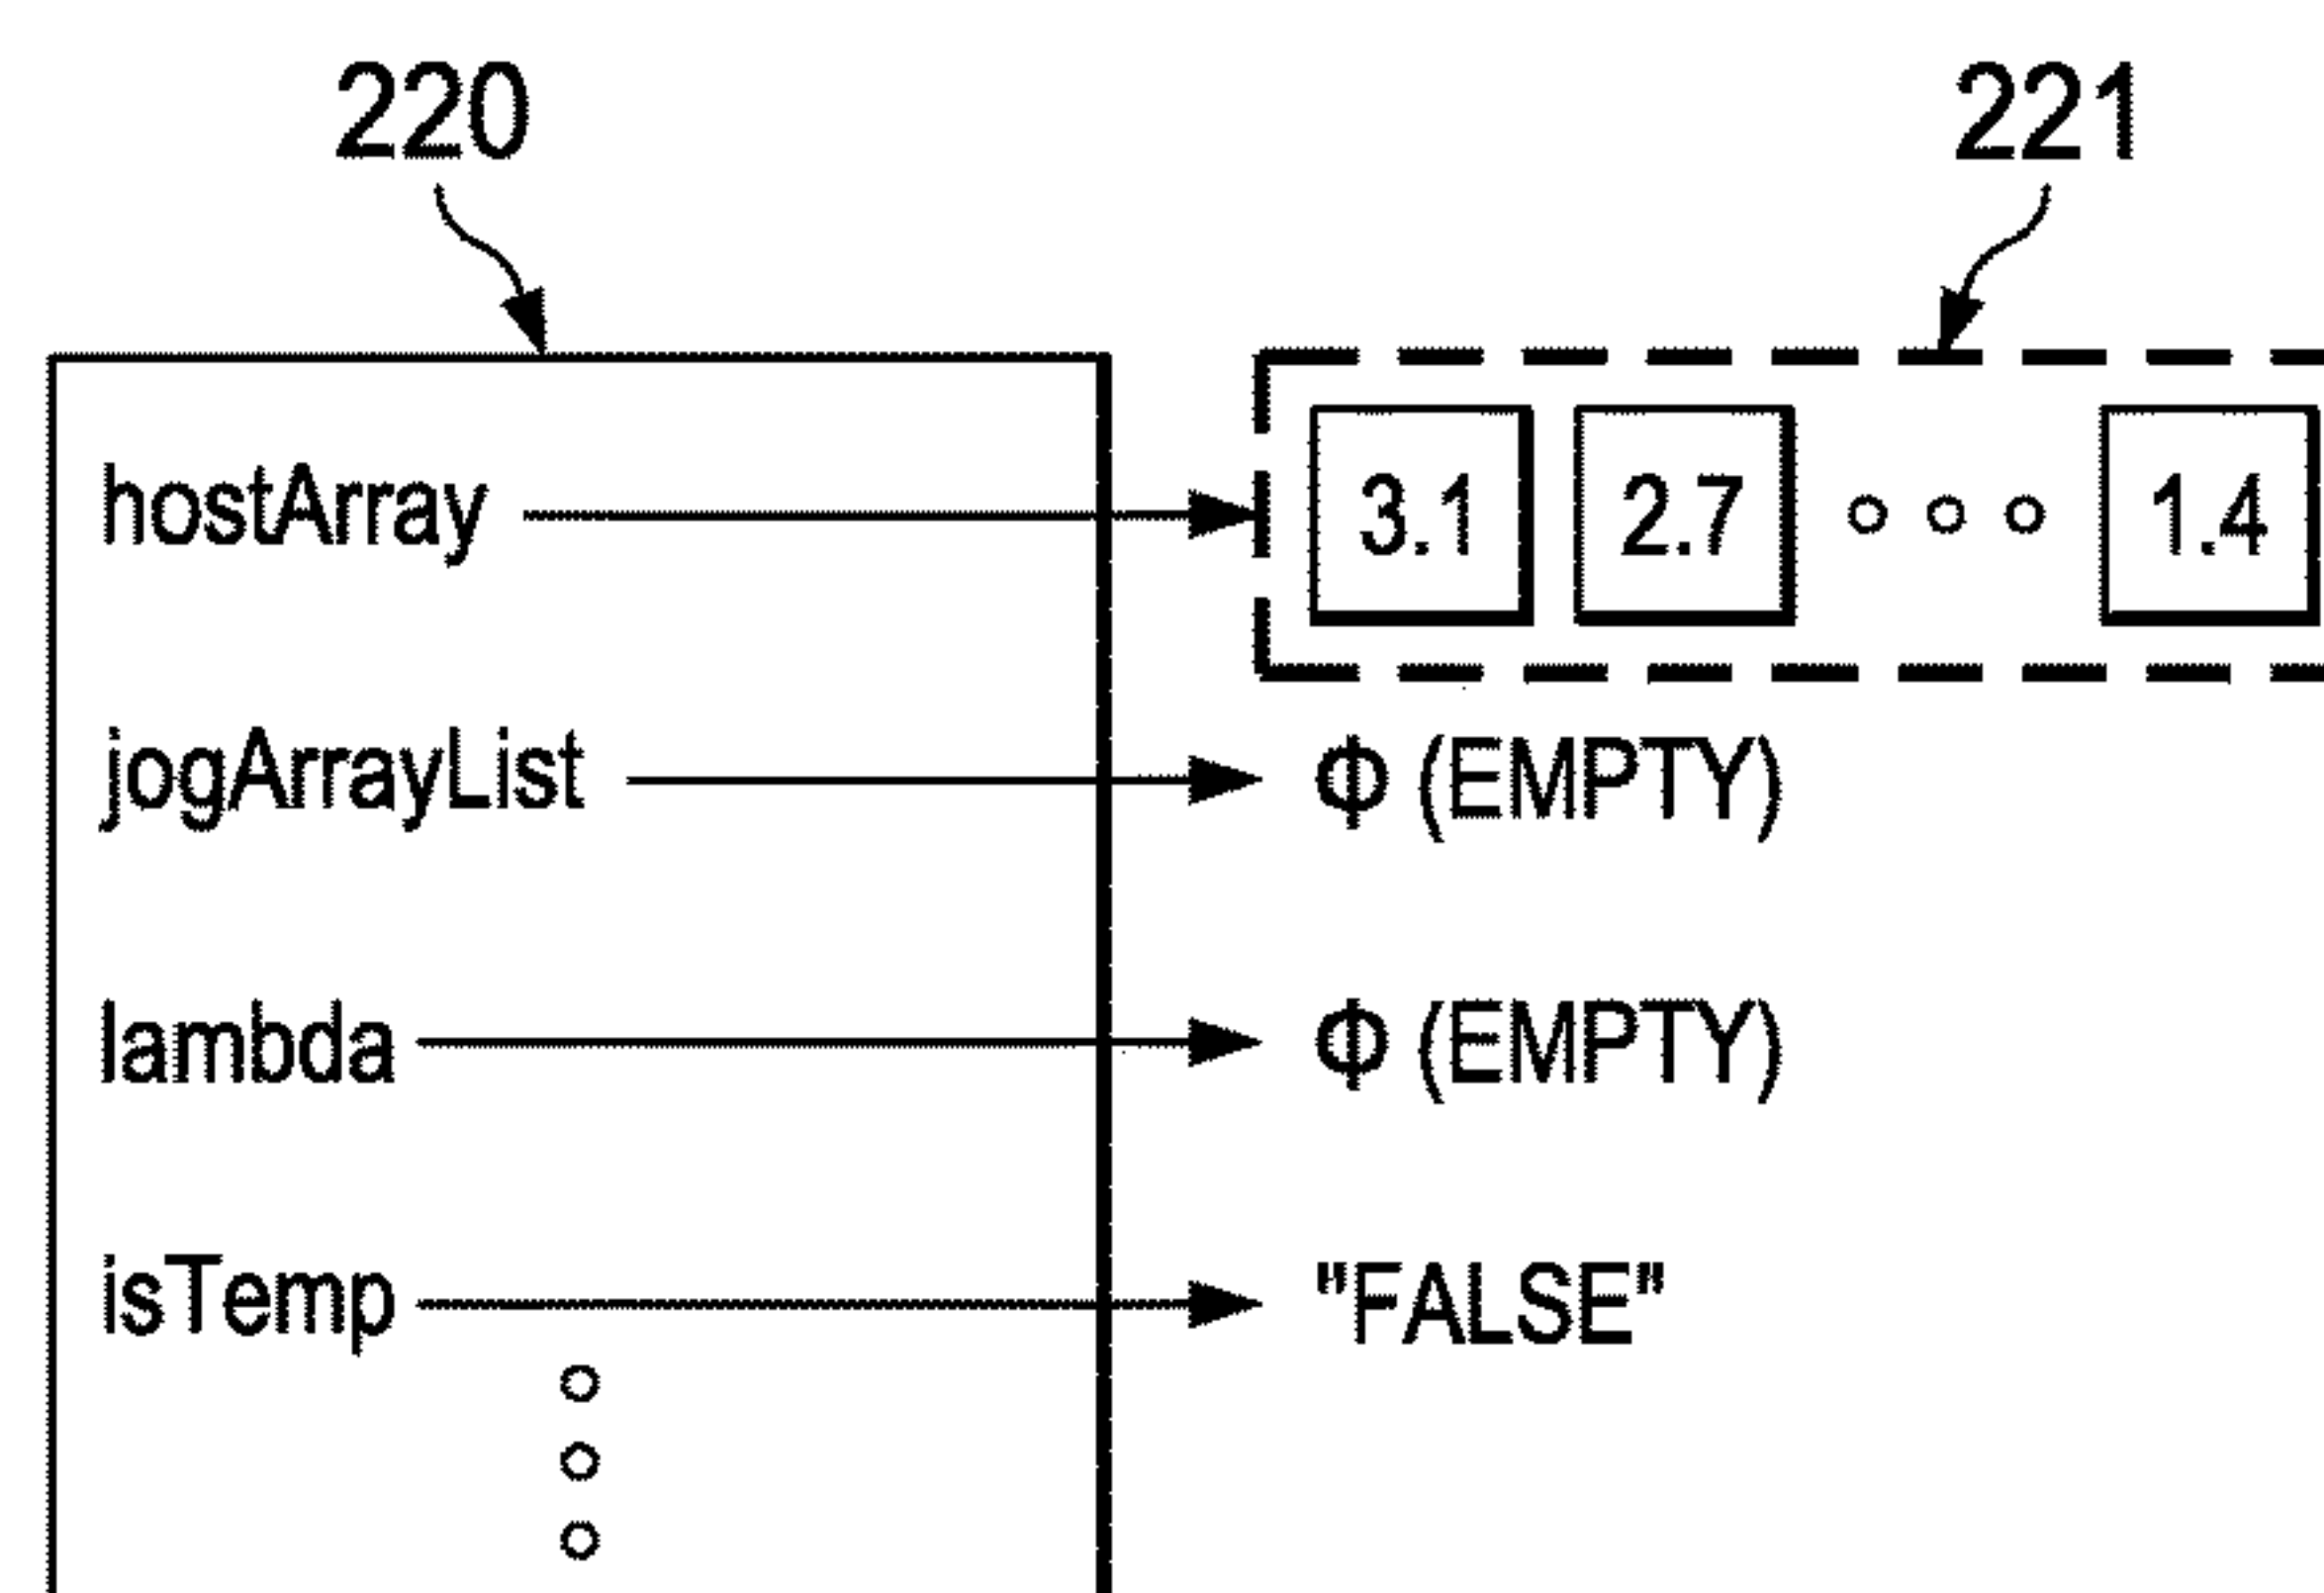 220 221
hostArray 3.1 2.7 1.4
jogArrayList Φ (EMPTY)
lambda Φ (EMPTY)
isTemp "FALSE"